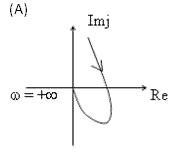 (A)
Imj
ω = +∞
Re